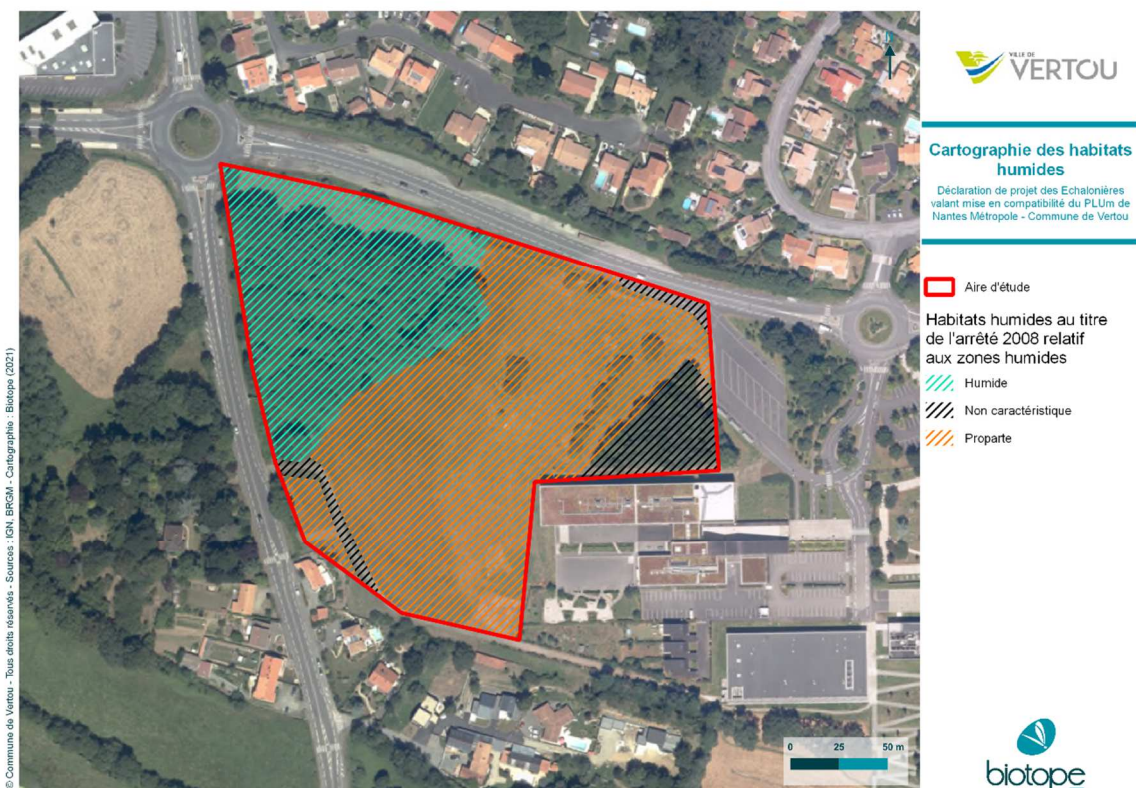 VILLE DE
VERTOU
Cartographie des habitats
humides
Déclaration de projet des Echalonières
valant mise en compatibilité du PLUm de
Nantes Métropole - Commune de Vertou
Aire d'étude
Habitats humides au titre
de l'arrêté 2008 relatif
aux zones humides
Humide
Non caractéristique
Proparte
0 25 50 m
biotope
© Commune de Vertou - Tous droits réservés - Sources : IGN, BRGM - Cartographie : Biotope (2021)